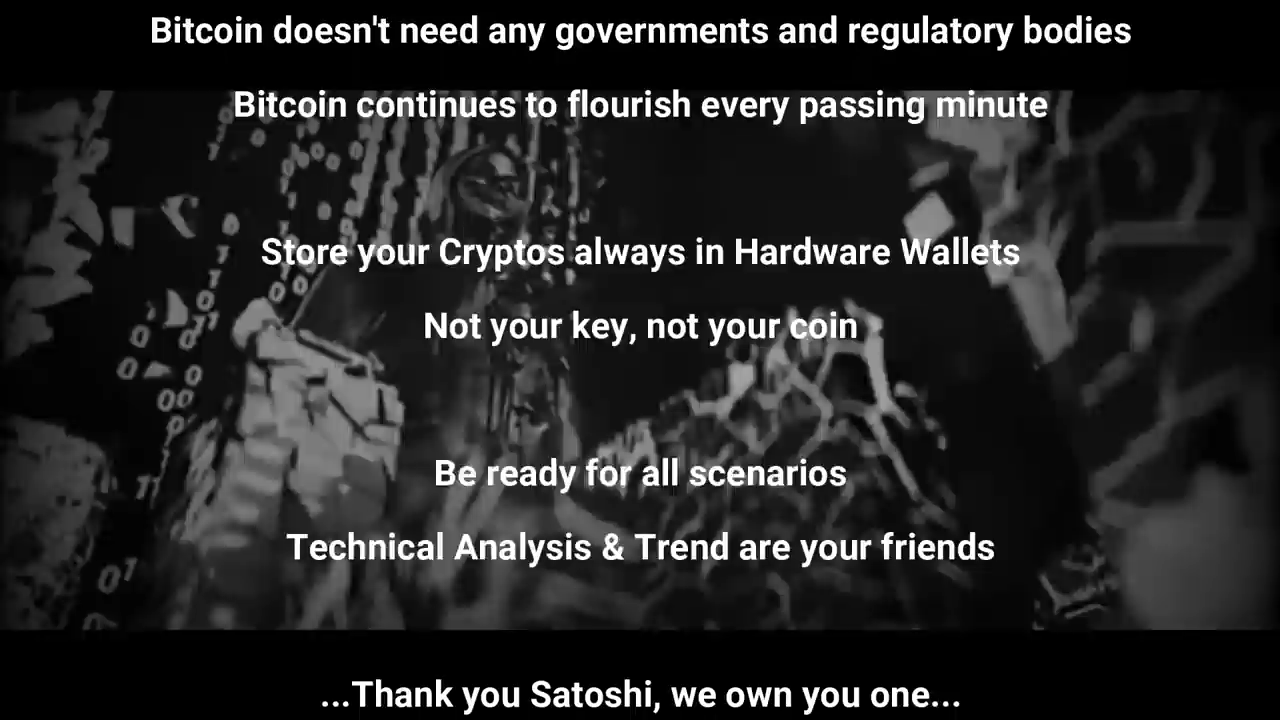 Bitcoin doesn't need any governments and regulatory bodies
Bitcoin continues to flourish every passing minute
Store your Cryptos always in Hardware Wallets
Not your key, not your coin
Be ready for all scenarios
Technical Analysis & Trend are your friends
...Thank you Satoshi, we own you one...